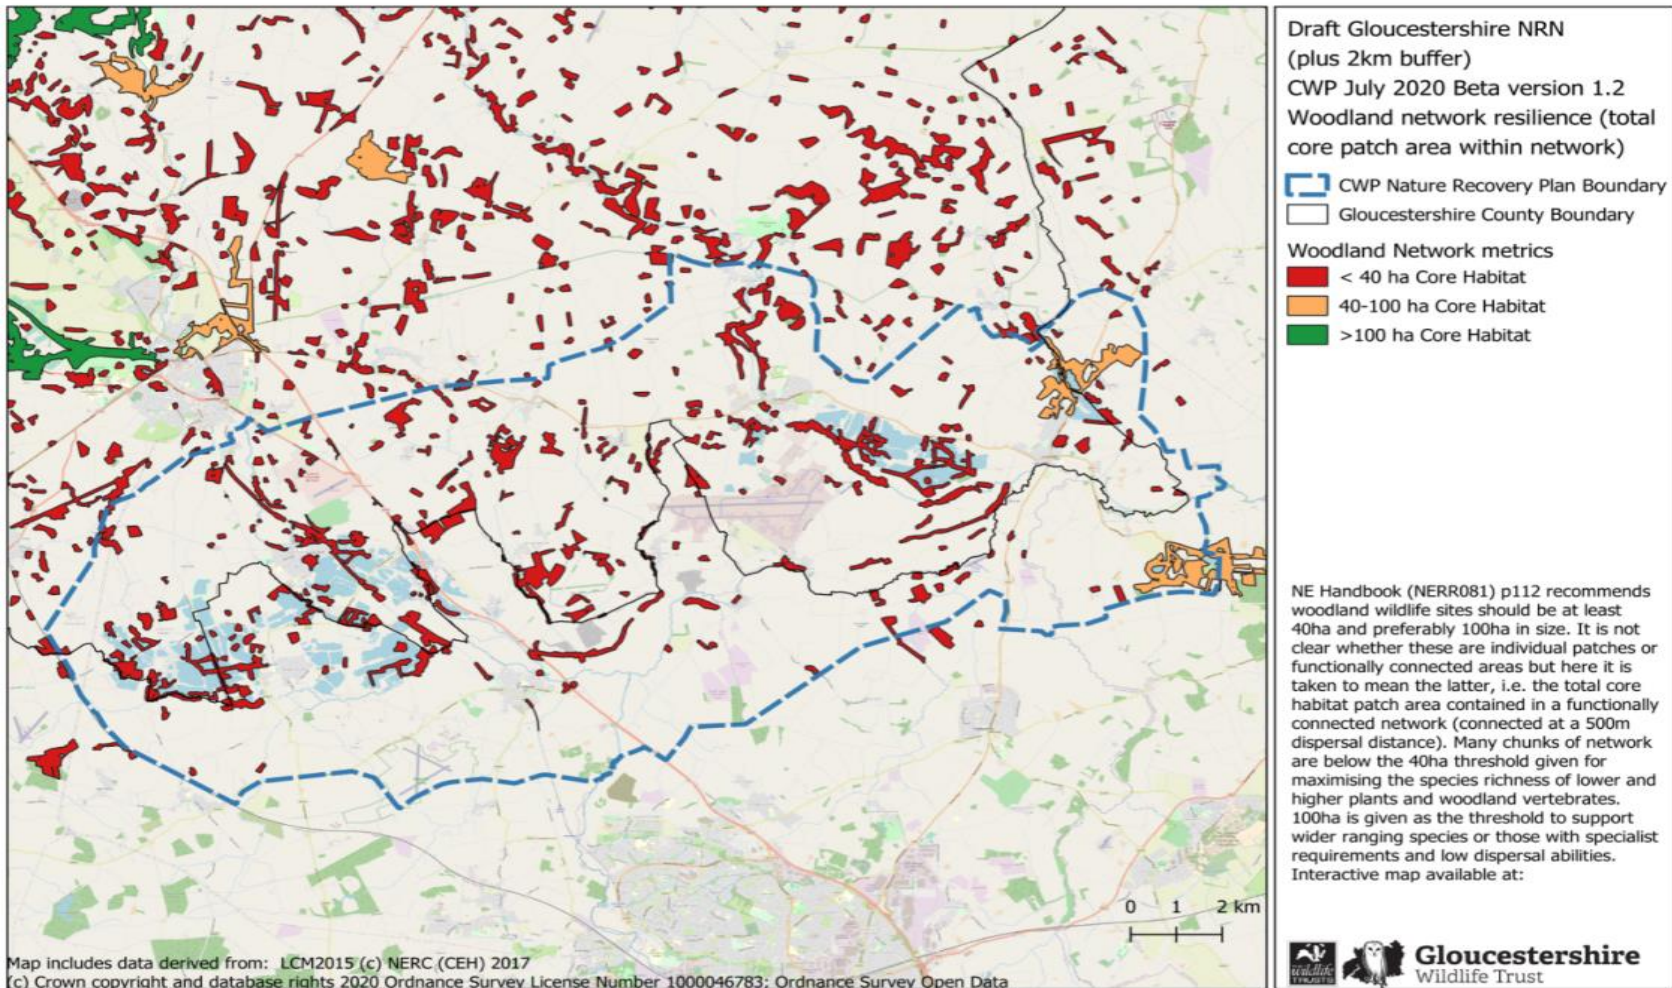 Draft Gloucestershire NRN
(plus 2km buffer)
CWP July 2020 Beta version 1.2
Woodland network resilience (total
core patch area within network)
CWP Nature Recovery Plan Boundary
Gloucestershire County Boundary
Woodland Network metrics
< 40 ha Core Habitat
40-100 ha Core Habitat
>100 ha Core Habitat
NE Handbook (NERR081) p112 recommends
woodland wildlife sites should be at least
40ha and preferably 100ha in size. It is not
clear whether these are individual patches or
functionally connected areas but here it is
taken to mean the latter, i.e. the total core
habitat patch area contained in a functionally
connected network (connected at a 500m
dispersal distance). Many chunks of network
are below the 40ha threshold given for
maximising the species richness of lower and
higher plants and woodland vertebrates.
100ha is given as the threshold to support
wider ranging species or those with specialist
requirements and low dispersal abilities.
Interactive map available at:
0 1 2 km
Map includes data derived from: LCM2015 (c) NERC (CEH) 2017
(c) Crown copyright and database rights 2020 Ordnance Survey License Number 1000046783: Ordnance Survey Open Data
wildlife
TRUSTS
Gloucestershire
Wildlife Trust